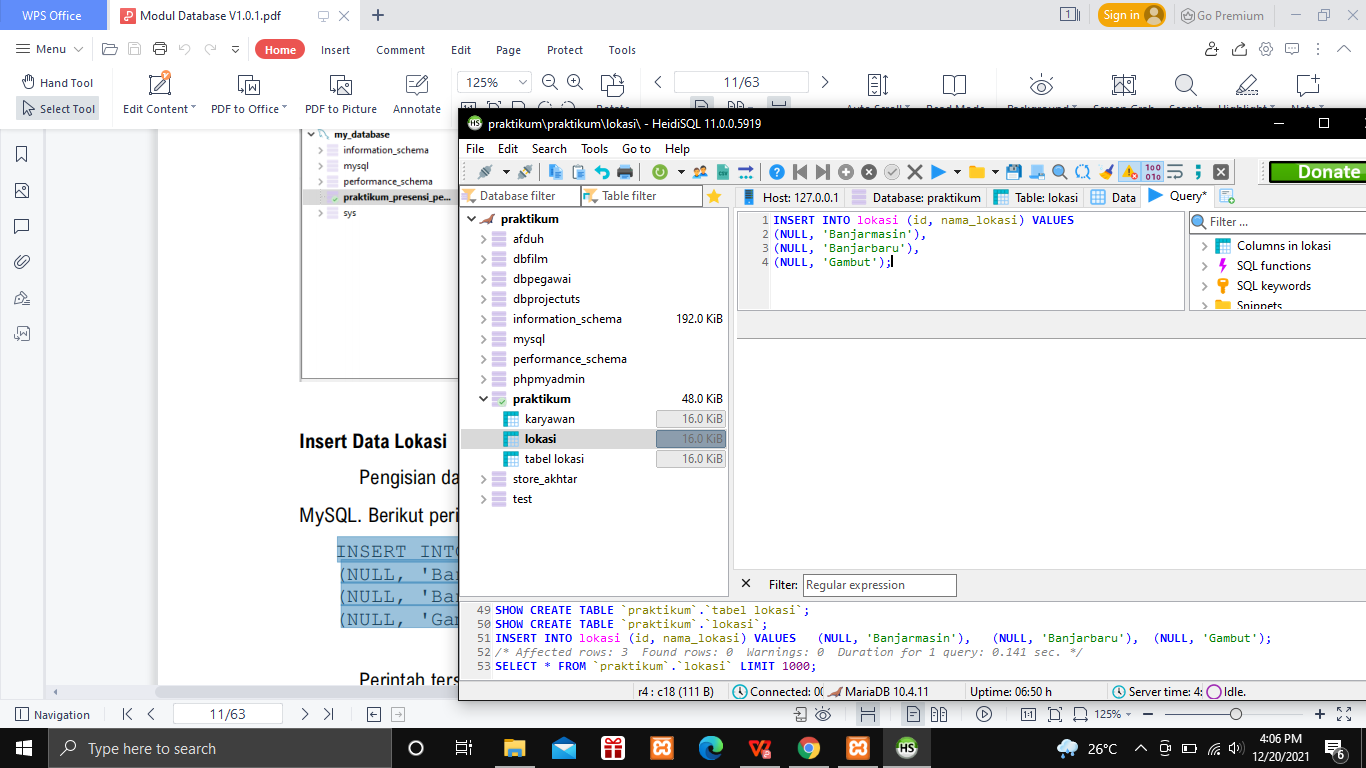 WPS Office
Modul Database V1.0.1.pdf
1
Sign in
Go Premium
Menu
Home
Insert
Comment
Edit
Page
Protect
Tools
Hand Tool
Select Tool
Edit Content
PDF to Office
PDF to Picture
Annotate
125%
11/63
my_database
information_schema
mysql
performance_schema
praktikum_presensi_pe...
sys
Insert Data Lokasi
Pengisian da
MySQL. Berikut peri
INSERT INTO
(NULL, 'Ban
(NULL, 'Ban
(NULL, 'Gam
Perintah ters
praktikum\praktikum\lokasi\ - HeidiSQL 11.0.0.5919
File Edit Search Tools Go to Help
Donate
Database filter
Table filter
Host: 127.0.0.1
Database: praktikum
Table: lokasi
Data
Query*
praktikum
afduh
dbfilm
dbpegawai
dbprojectuts
information_schema 192.0 KiB
mysql
performance_schema
phpmyadmin
praktikum 48.0 KiB
karyawan 16.0 KiB
lokasi 16.0 KiB
tabel lokasi 16.0 KiB
store_akhtar
test
1 INSERT INTO lokasi (id, nama_lokasi) VALUES
2 (NULL, 'Banjarmasin'),
3 (NULL, 'Banjarbaru'),
4 (NULL, 'Gambut');
Filter ...
Columns in lokasi
SQL functions
SQL keywords
Snippets
Filter: Regular expression
49 SHOW CREATE TABLE `praktikum`.`tabel lokasi`;
50 SHOW CREATE TABLE `praktikum`.`lokasi`;
51 INSERT INTO lokasi (id, nama_lokasi) VALUES (NULL, 'Banjarmasin'), (NULL, 'Banjarbaru'), (NULL, 'Gambut');
52 /* Affected rows: 3 Found rows: 0 Warnings: 0 Duration for 1 query: 0.141 sec. */
53 SELECT * FROM `praktikum`.`lokasi` LIMIT 1000;
r4 : c18 (111 B)
Connected: 00
MariaDB 10.4.11
Uptime: 06:50 h
Server time: 4:
Idle.
Navigation
11/63
125%
Type here to search
26°C
4:06 PM
12/20/2021
6